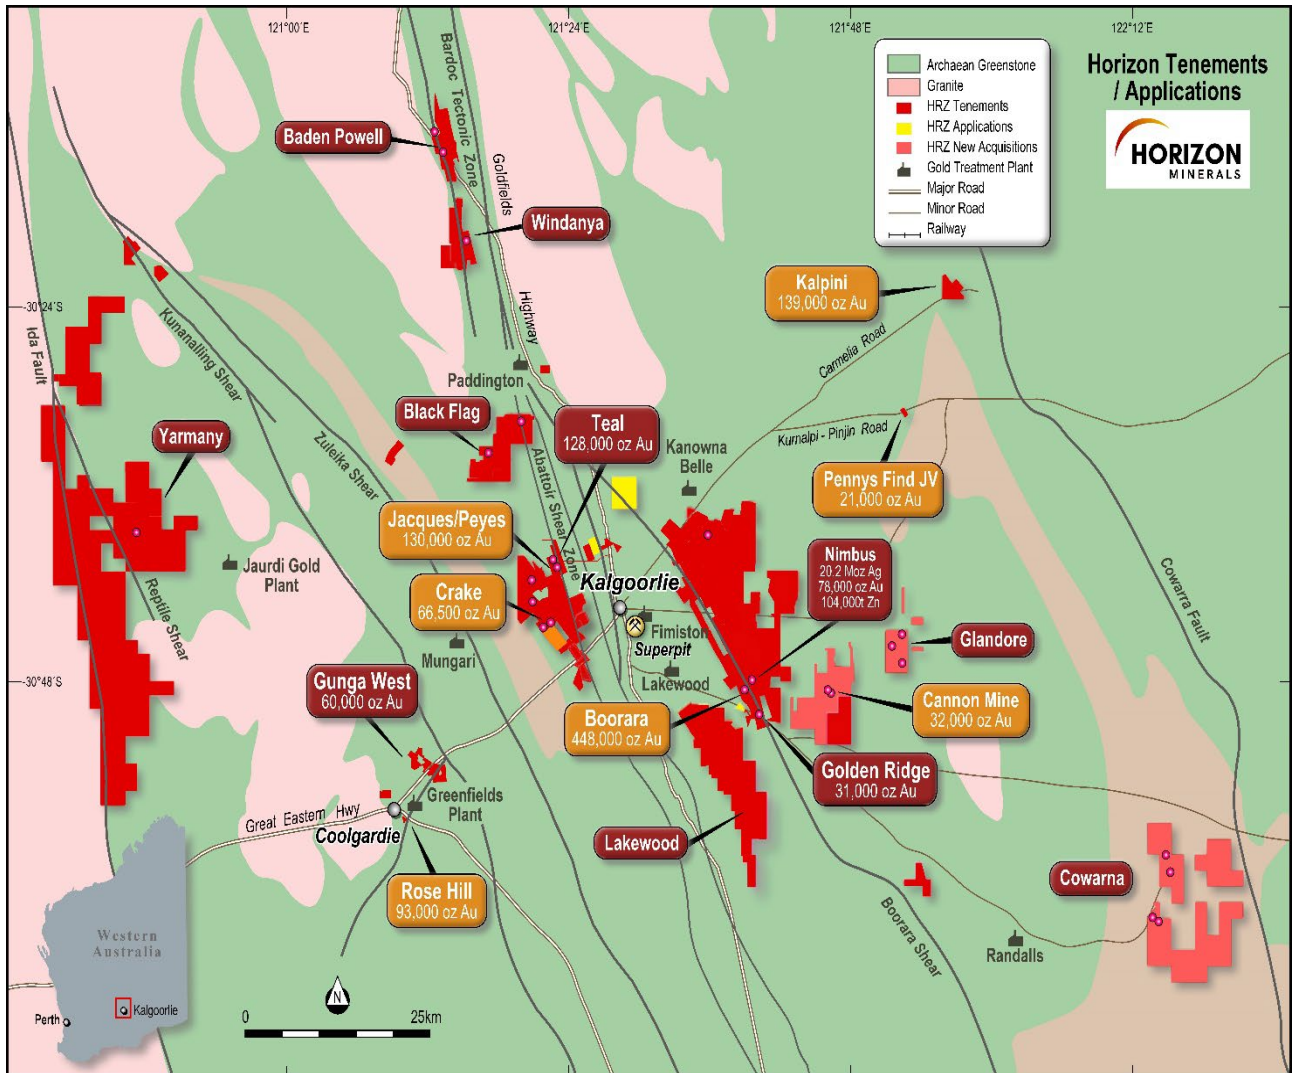 121°00'
121°24'
121°48'
122°12'
Archaean Greenstone
Granite
HRZ Tenements
HRZ Applications
HRZ New Acquisitions
Gold Treatment Plant
Major Road
Minor Road
Railway
Horizon Tenements
/ Applications
HORIZON
MINERALS
Bardoc Tectonic Zone
Goldfields
Highway
Baden Powell
Windanya
Kalpini
139,000 oz Au
-30°24'S
Ida Fault
Kunanalling Shear
Zuleika Shear
Carmelia Road
Paddington
Black Flag
Teal
128,000 oz Au
Kurnalpi - Pinjin Road
Yarmany
Abattoir Shear Zone
Kanowna
Belle
Pennys Find JV
21,000 oz Au
Jacques/Peyes
130,000 oz Au
Nimbus
20.2 Moz Ag
78,000 oz Au
104,000t Zn
Jaurdi Gold
Plant
Reptile Shear
Crake
66,500 oz Au
Kalgoorlie
Cowarra Fault
Fimiston
Superpit
Glandore
Mungari
Lakewood
-30°48'S
Gunga West
60,000 oz Au
Boorara
448,000 oz Au
Cannon Mine
32,000 oz Au
Golden Ridge
31,000 oz Au
Greenfields
Plant
Great Eastern Hwy
Coolgardie
Lakewood
Rose Hill
93,000 oz Au
Boorara Shear
Cowarna
Randalls
Western
Australia
Perth
Kalgoorlie
N
0
25km